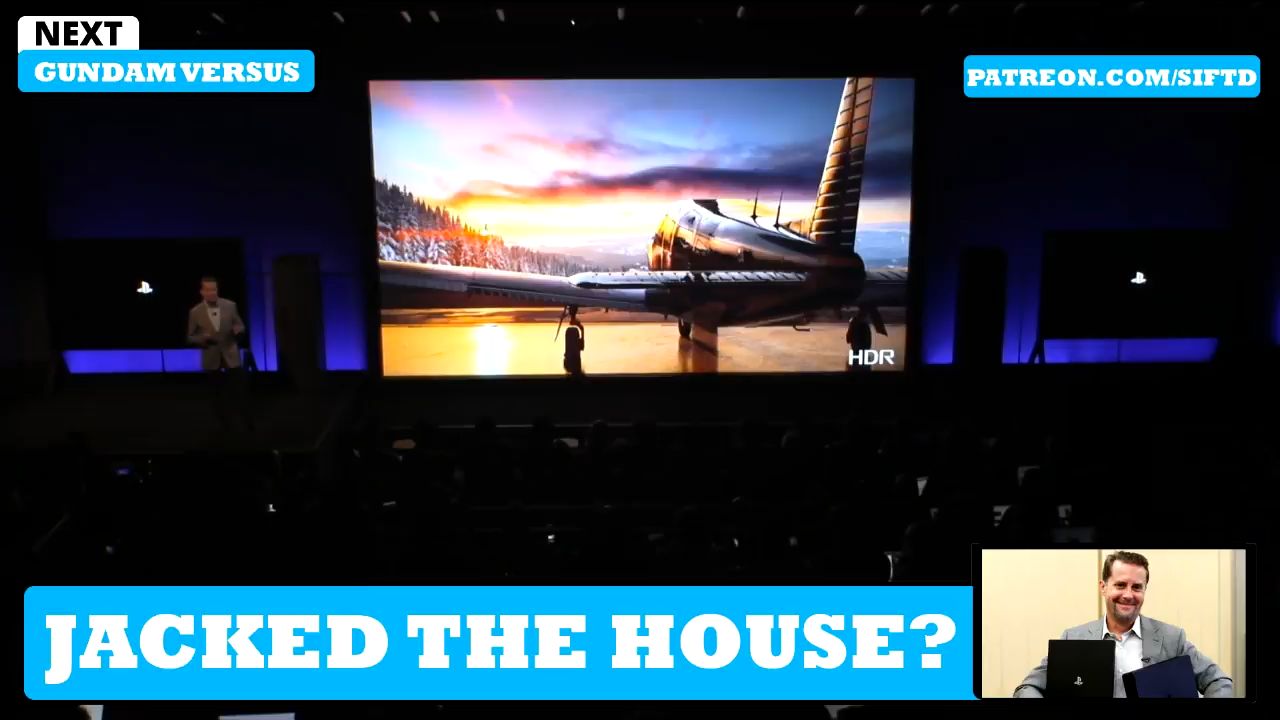 NEXT
GUNDAM VERSUS
PATREON.COM/SIFTD
HDR
JACKED THE HOUSE?